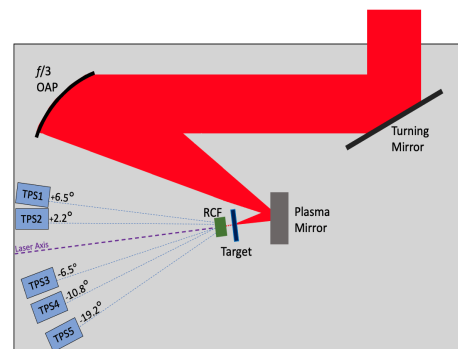 f/3
OAP
Turning
Mirror
TPS1 +6.5°
TPS2 +2.2°
RCF
Plasma
Mirror
Laser Axis
Target
TPS3 -6.5°
TPS4 -10.8°
TPS5 -19.2°